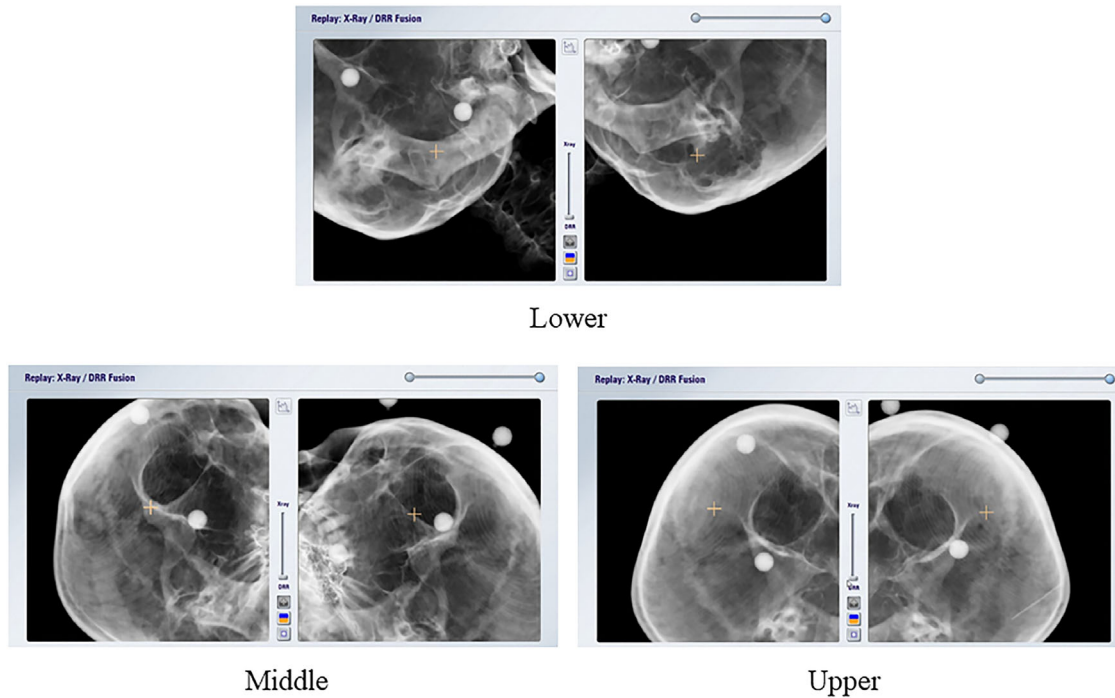 Replay: X-Ray / DRR Fusion
Xray
DRR
Lower
Replay: X-Ray / DRR Fusion
Xray
DRR
Middle
Replay: X-Ray / DRR Fusion
Xray
DRR
Upper